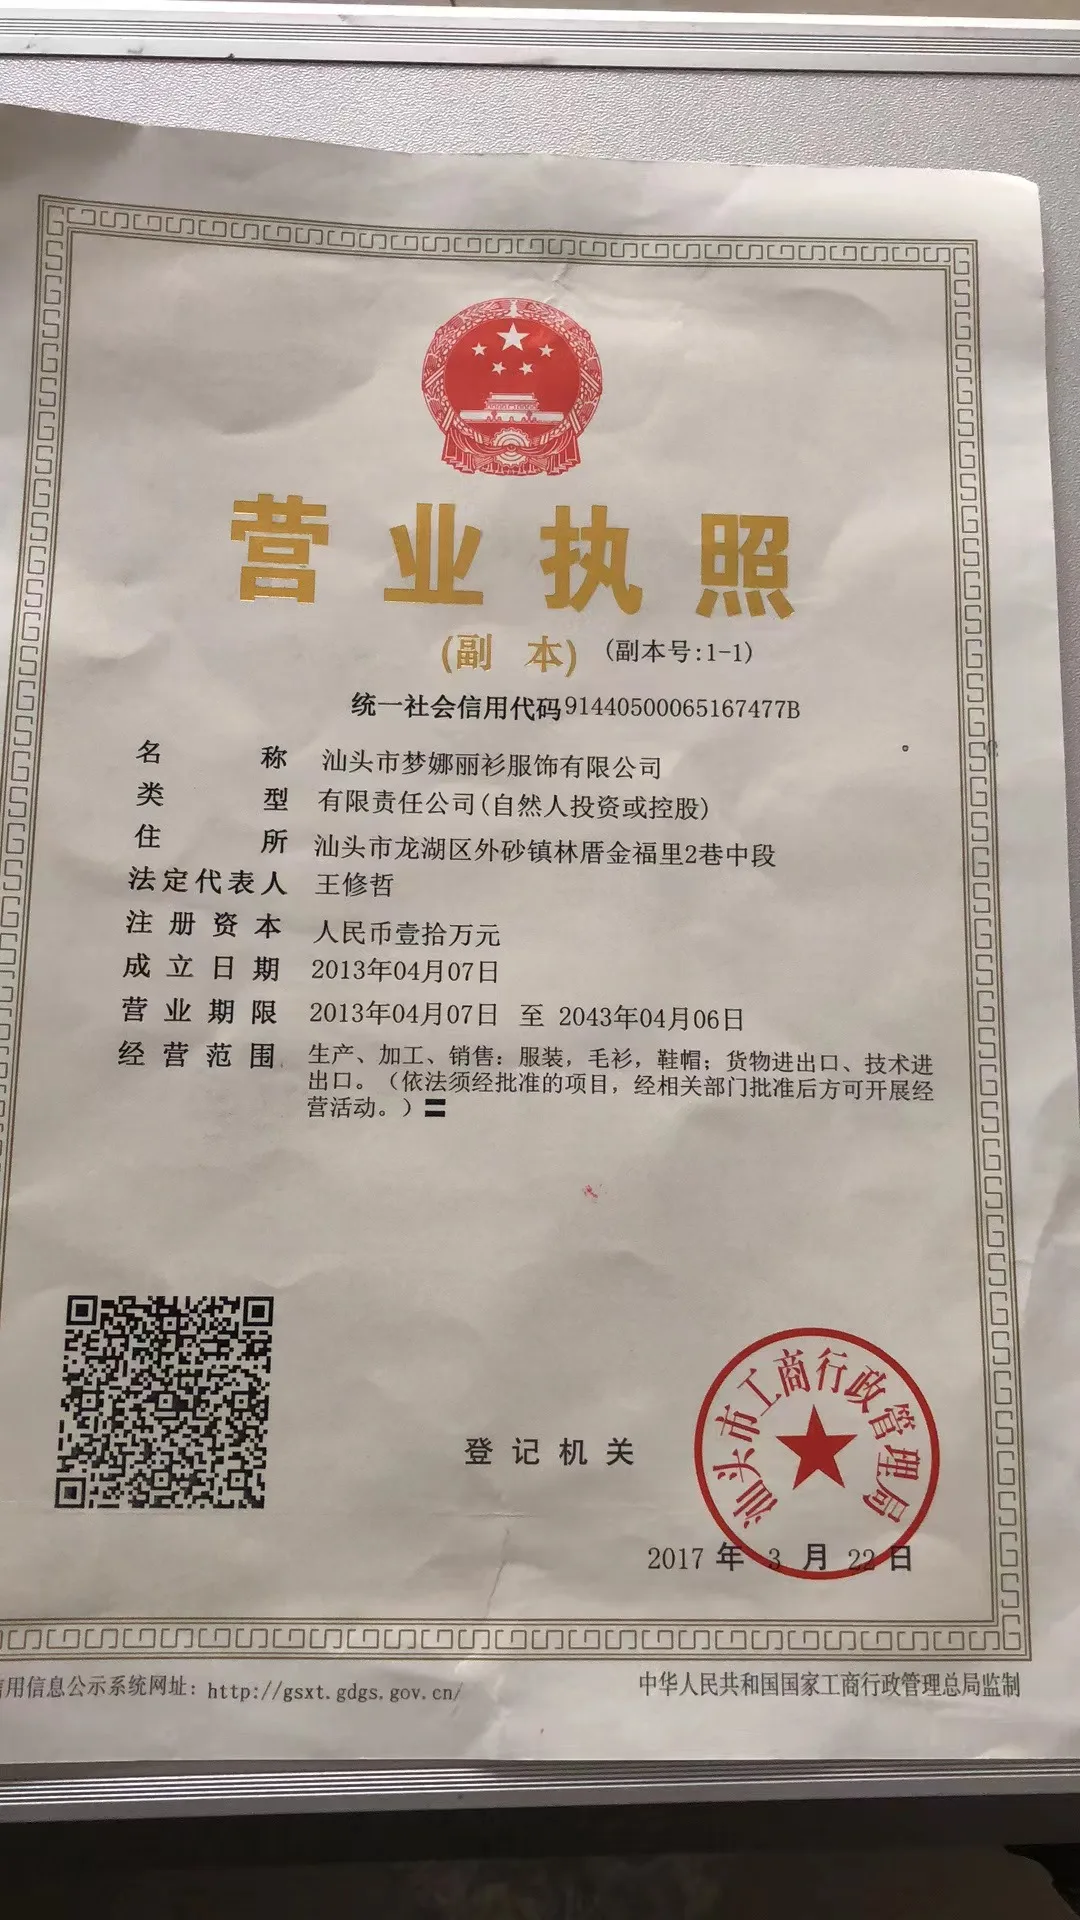 营业执照
(副 本) (副本号:1-1)
统一社会信用代码91440500065167477B
名 称 汕头市梦娜丽衫服饰有限公司
类 型 有限责任公司(自然人投资或控股)
住 所 汕头市龙湖区外砂镇林厝金福里2巷中段
法定代表人 王修哲
注册资本 人民币壹拾万元
成立日期 2013年04月07日
营业期限 2013年04月07日 至 2043年04月06日
经营范围 生产、加工、销售:服装,毛衫,鞋帽;货物进出口、技术进
出口。(依法须经批准的项目,经相关部门批准后方可开展经
营活动。)〓
登记机关
汕头市工商行政管理局
2017 年 3 月 22 日
用信息公示系统网址:http://gsxt.gdgs.gov.cn/
中华人民共和国国家工商行政管理总局监制